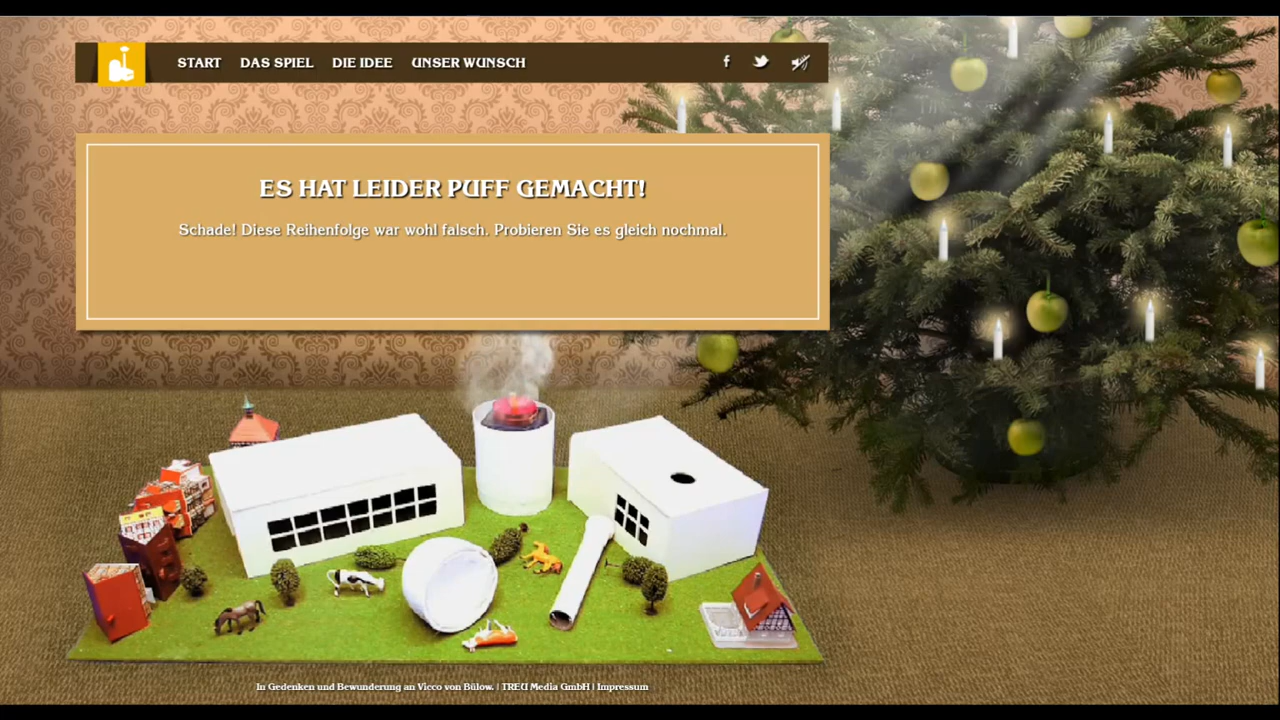 START DAS SPIEL DIE IDEE UNSER WUNSCH
ES HAT LEIDER PUFF GEMACHT!
Schade! Diese Reihenfolge war wohl falsch. Probieren Sie es gleich nochmal.
In Gedenken und Bewunderung an Vicco von Bülow. | TREU Media GmbH | Impressum